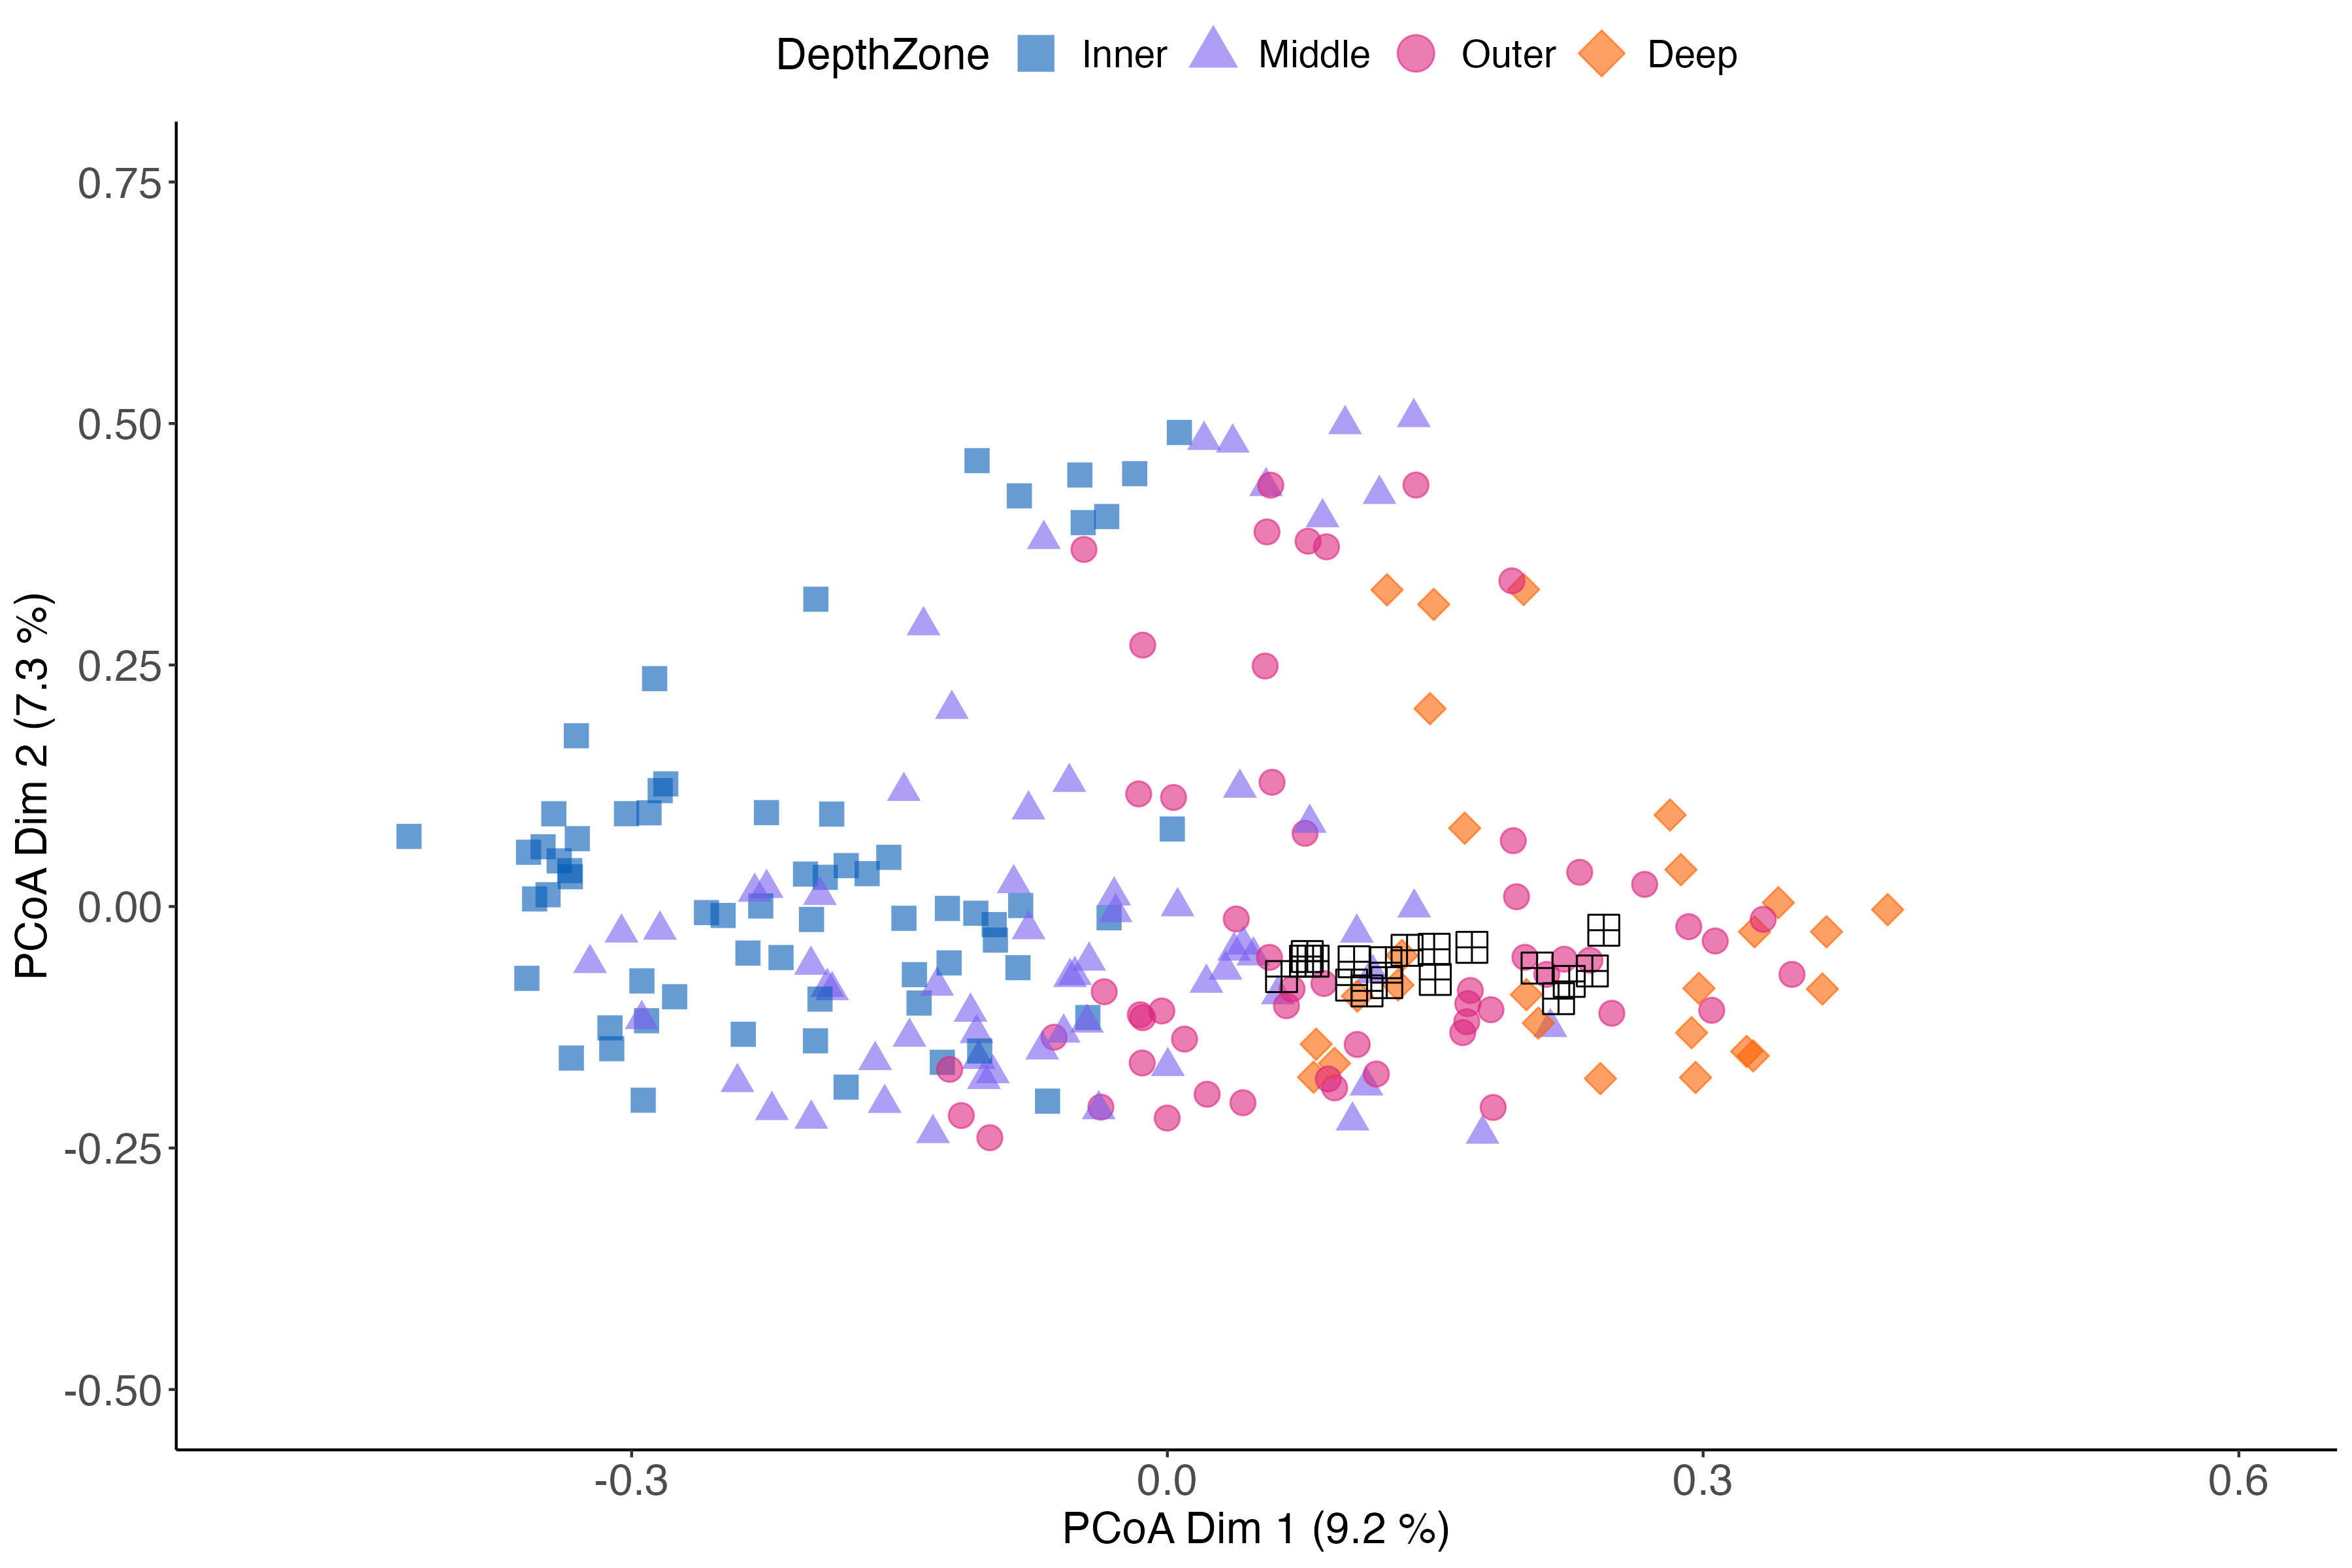 DepthZone Inner Middle Outer Deep
0.75
0.50
0.25
0.00
-0.25
-0.50
PCoA Dim 2 (7.3 %)
-0.3 0.0 0.3 0.6
PCoA Dim 1 (9.2 %)